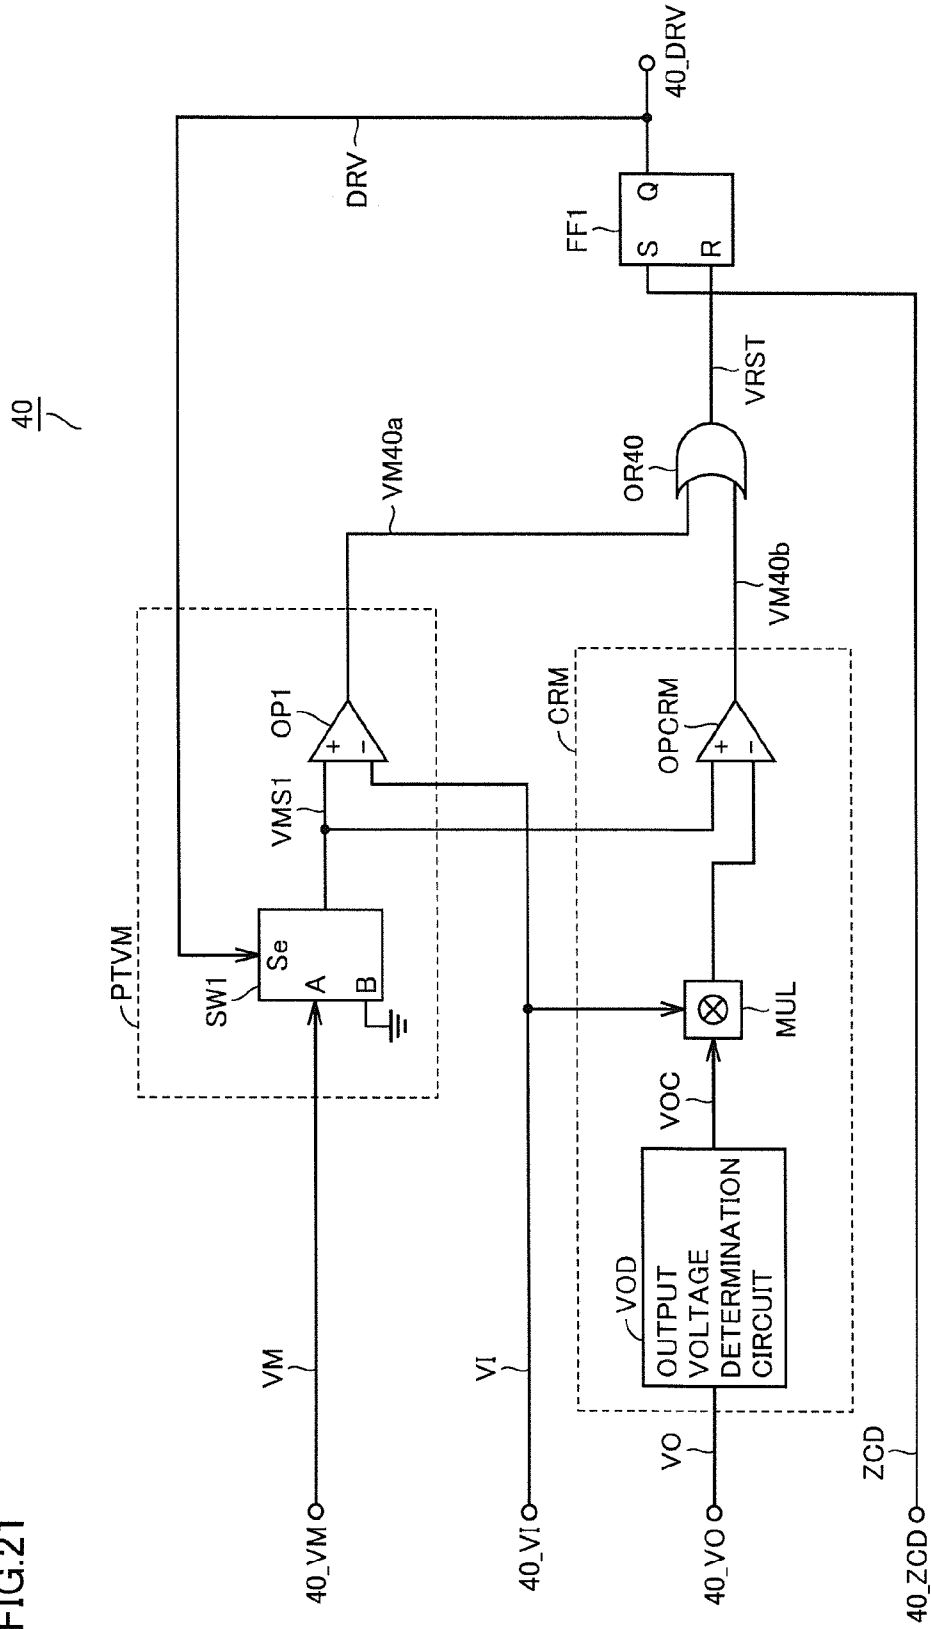 FIG.21
40
PTVM
SW1
Se
A
B
VMS1
OP1
+
−
DRV
VM40a
40_VM
VM
40_VI
VI
CRM
VOD
OUTPUT
VOLTAGE
DETERMINATION
CIRCUIT
VOC
MUL
OPCRM
+
−
VM40b
OR40
VRST
FF1
S
R
Q
40_DRV
40_VO
VO
40_ZCD
ZCD